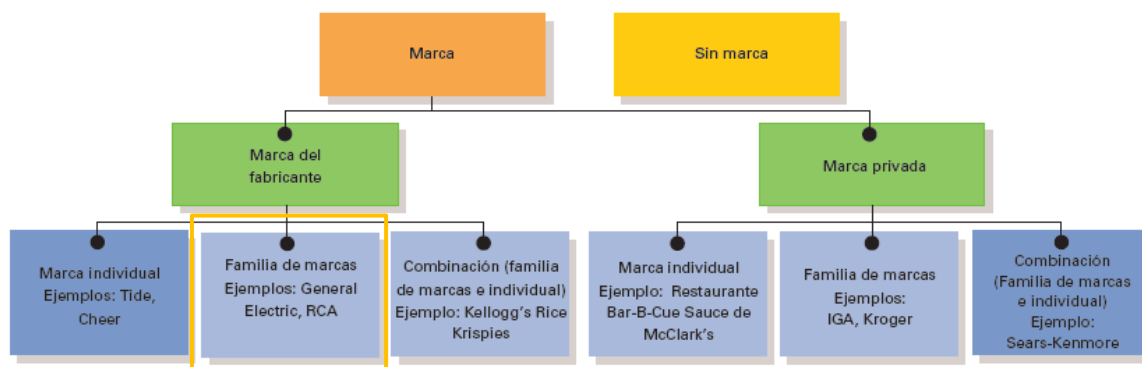 Marca
Sin marca
Marca del
fabricante
Marca privada
Marca individual
Ejemplos: Tide,
Cheer
Familia de marcas
Ejemplos: General
Electric, RCA
Combinación (familia
de marcas e individual)
Ejemplo: Kellogg’s Rice
Krispies
Marca individual
Ejemplo: Restaurante
Bar-B-Cue Sauce de
McClark’s
Familia de marcas
Ejemplos:
IGA, Kroger
Combinación
(Familia de marcas
e individual)
Ejemplo:
Sears-Kenmore